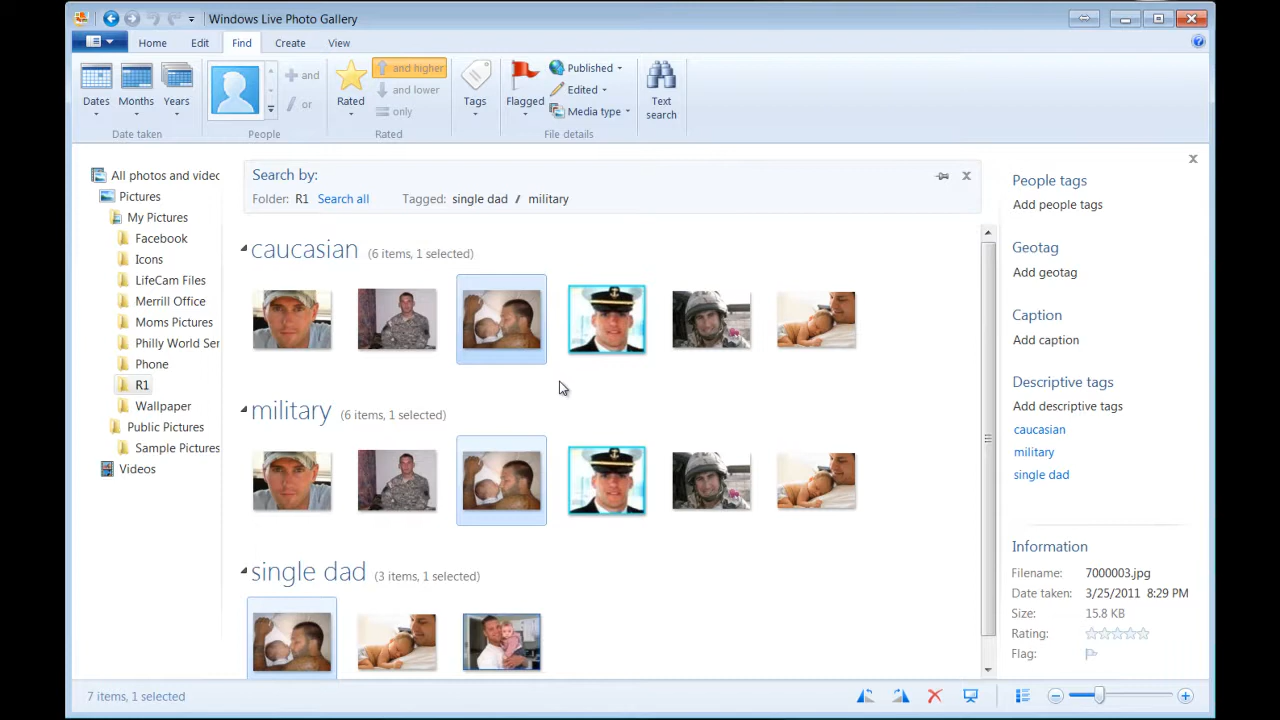 Windows Live Photo Gallery
Home Edit Find Create View
Dates Months Years
Date taken
and
or
People
Rated
and higher
and lower
only
Rated
Tags
Flagged
Published
Edited
Media type
File details
Text
search
All photos and videc
Pictures
My Pictures
Facebook
Icons
LifeCam Files
Merrill Office
Moms Pictures
Philly World Ser
Phone
R1
Wallpaper
Public Pictures
Sample Pictures
Videos
Search by:
Folder: R1 Search all Tagged: single dad / military
caucasian (6 items, 1 selected)
military (6 items, 1 selected)
single dad (3 items, 1 selected)
People tags
Add people tags
Geotag
Add geotag
Caption
Add caption
Descriptive tags
Add descriptive tags
caucasian
military
single dad
Information
Filename: 7000003.jpg
Date taken: 3/25/2011 8:29 PM
Size: 15.8 KB
Rating:
Flag:
7 items, 1 selected